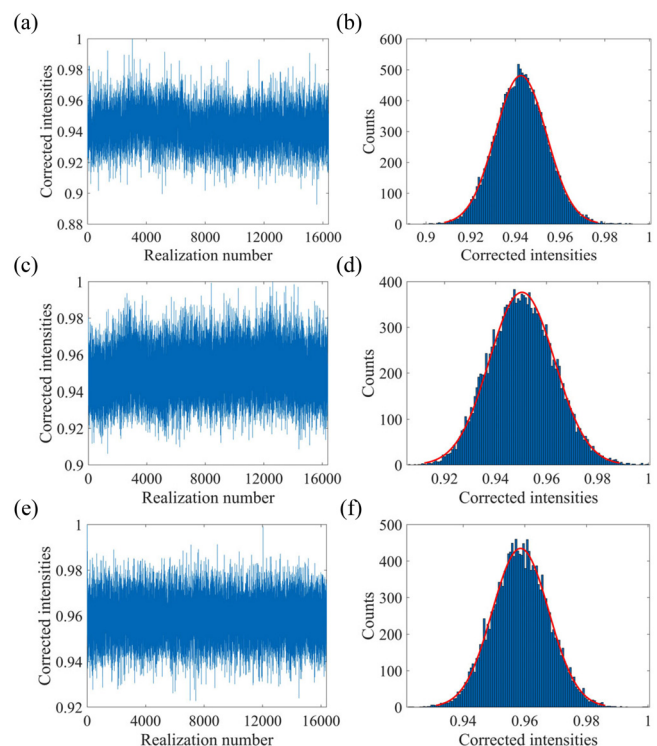 (a)
(b)
1
0.98
0.96
0.94
0.92
0.9
0.88
Corrected intensities
0 4000 8000 12000 16000
Realization number
600
500
400
300
200
100
0
Counts
0.9 0.92 0.94 0.96 0.98 1
Corrected intensities
(c)
(d)
1
0.98
0.96
0.94
0.92
0.9
Corrected intensities
0 4000 8000 12000 16000
Realization number
400
300
200
100
0
Counts
0.92 0.94 0.96 0.98 1
Corrected intensities
(e)
(f)
1
0.98
0.96
0.94
0.92
Corrected intensities
0 4000 8000 12000 16000
Realization number
500
400
300
200
100
0
Counts
0.94 0.96 0.98 1
Corrected intensities